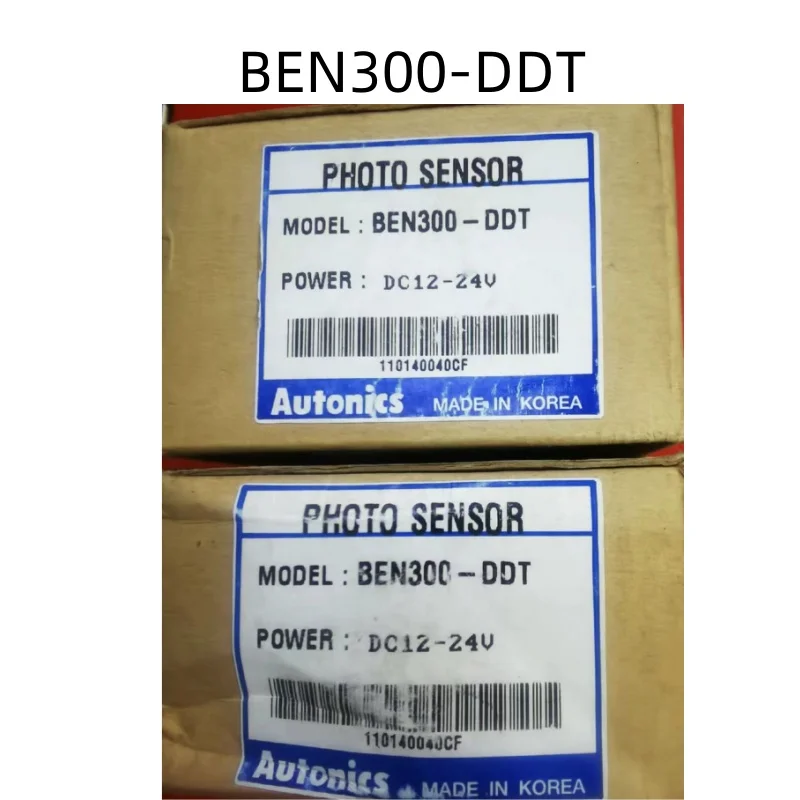 BEN300-DDT
PHOTO SENSOR
MODEL : BEN300-DDT
POWER : DC12-24V
110140040CF
Autonics MADE IN KOREA
PHOTO SENSOR
MODEL : BEN300-DDT
POWER : DC12-24V
110140040CF
Autonics MADE IN KOREA